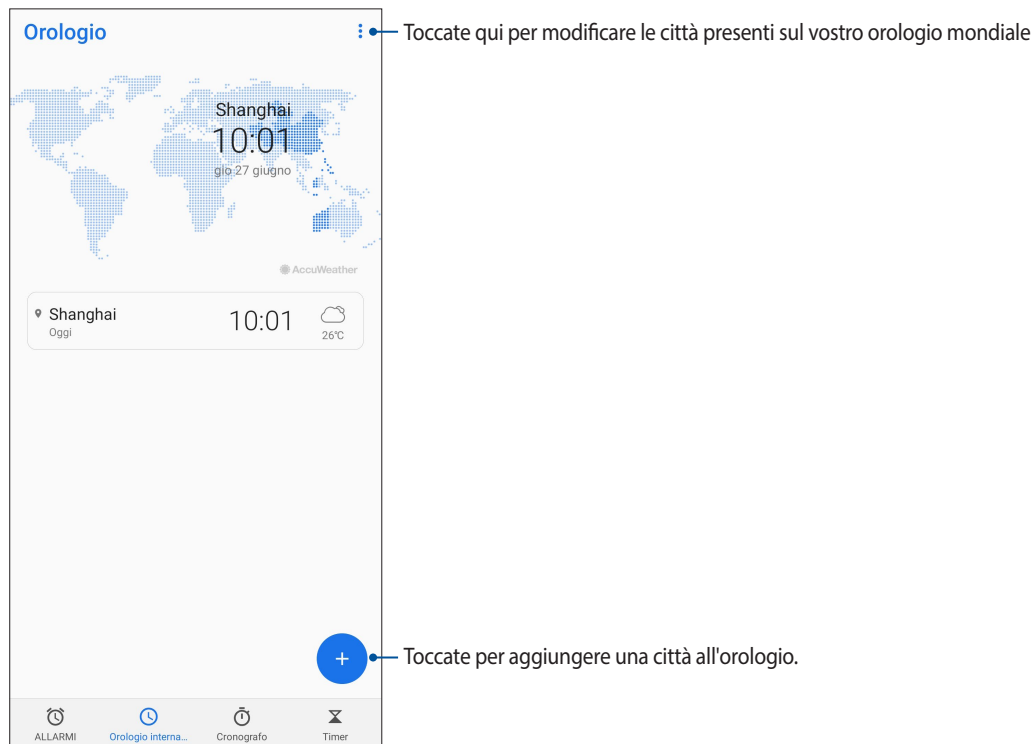 Orologio
Toccate qui per modificare le città presenti sul vostro orologio mondiale
Shanghai
10:01
gio 27 giugno
AccuWeather
Shanghai
Oggi
10:01
26°C
+
Toccate per aggiungere una città all'orologio.
ALLARMI
Orologio interna...
Cronografo
Timer